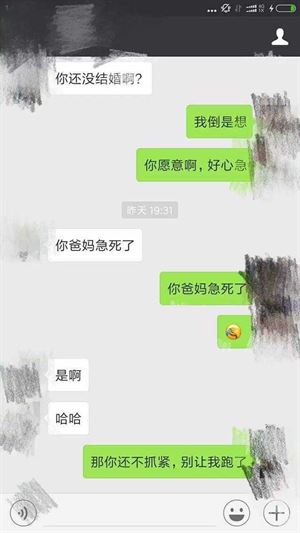 你还没结婚啊?
我倒是想
你愿意啊，好心急
昨天 19:31
你爸妈急死了
你爸妈急死了
是啊
哈哈
那你还不抓紧，别让我跑了